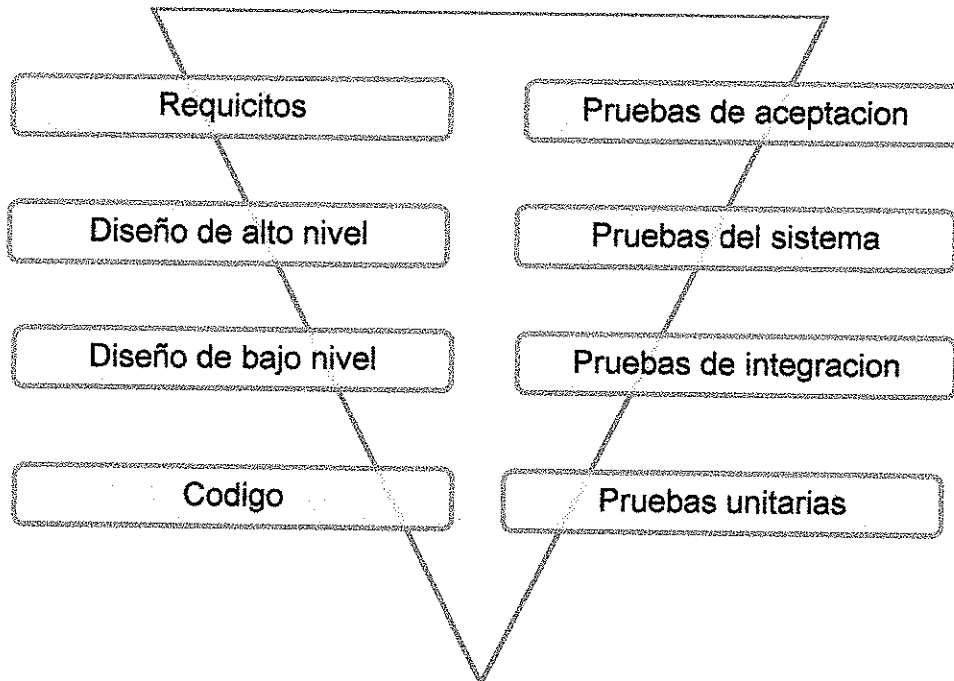 Requicitos
Diseño de alto nivel
Diseño de bajo nivel
Codigo
Pruebas de aceptacion
Pruebas del sistema
Pruebas de integracion
Pruebas unitarias